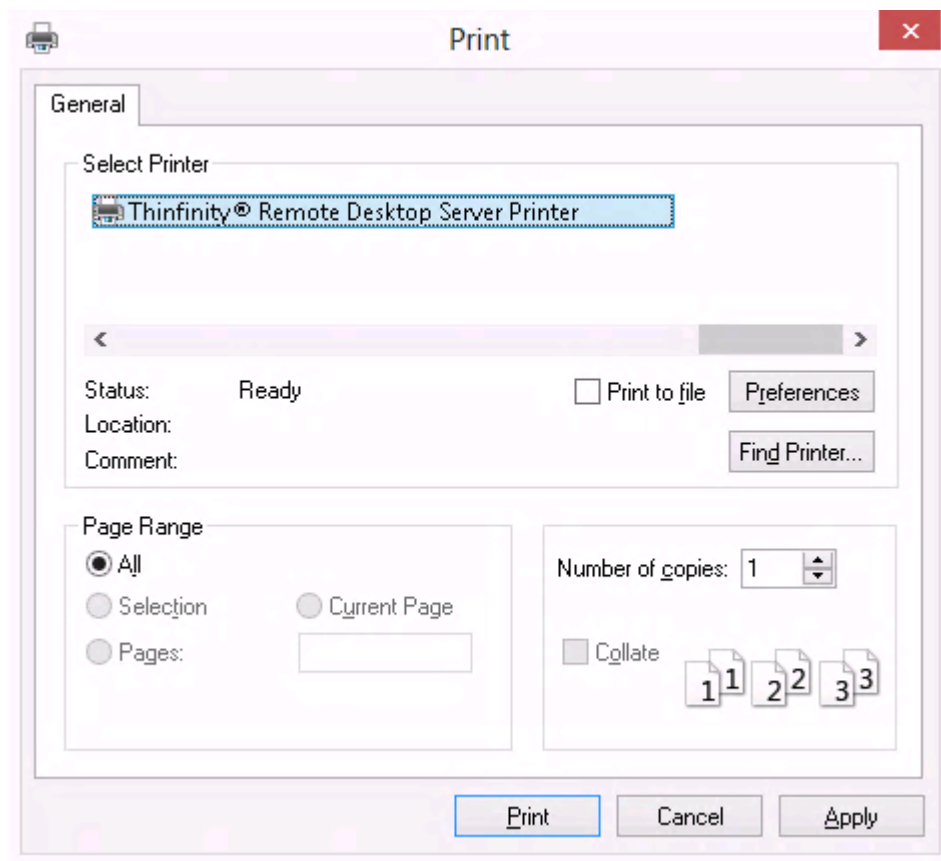 Print
General
Select Printer
Thinfinity® Remote Desktop Server Printer
Status: Ready
Print to file
Preferences
Location:
Comment:
Find Printer...
Page Range
All
Selection
Current Page
Pages:
Number of copies: 1
Collate
1 1 2 2 3 3
Print
Cancel
Apply